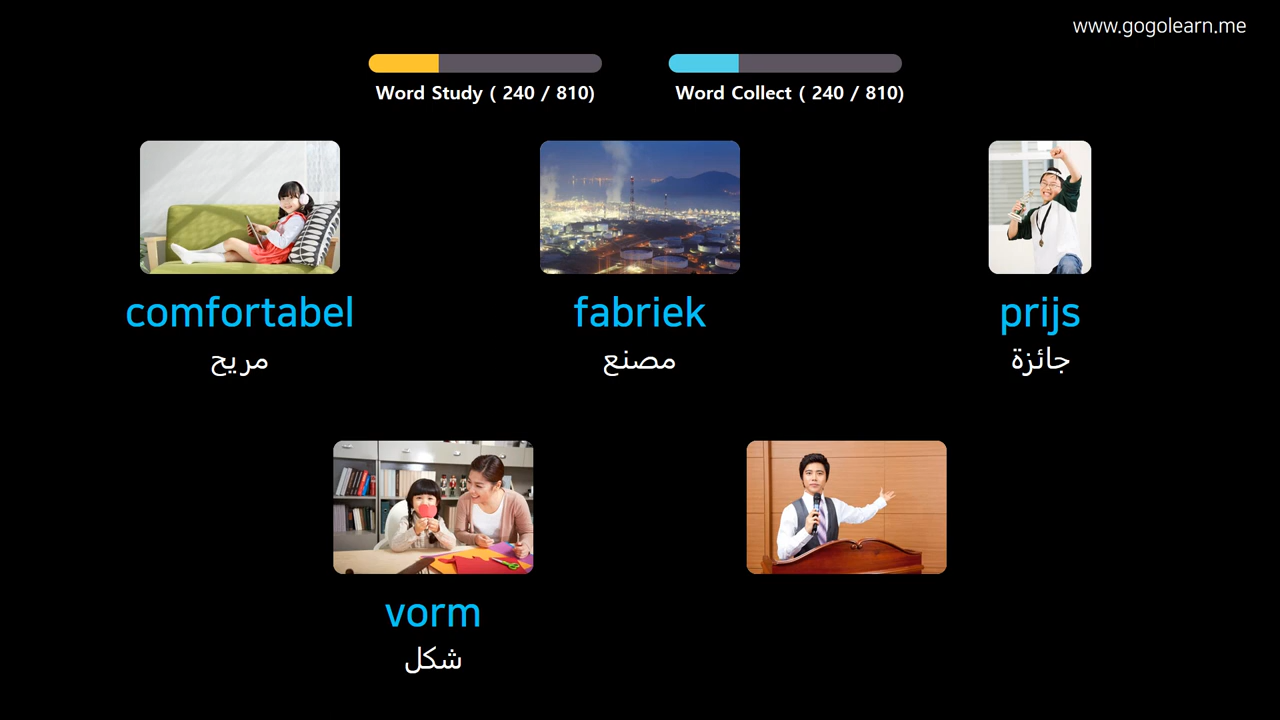 www.gogolearn.me
Word Study ( 240 / 810)
Word Collect ( 240 / 810)
comfortabel
مريح
fabriek
مصنع
prijs
جائزة
vorm
شكل